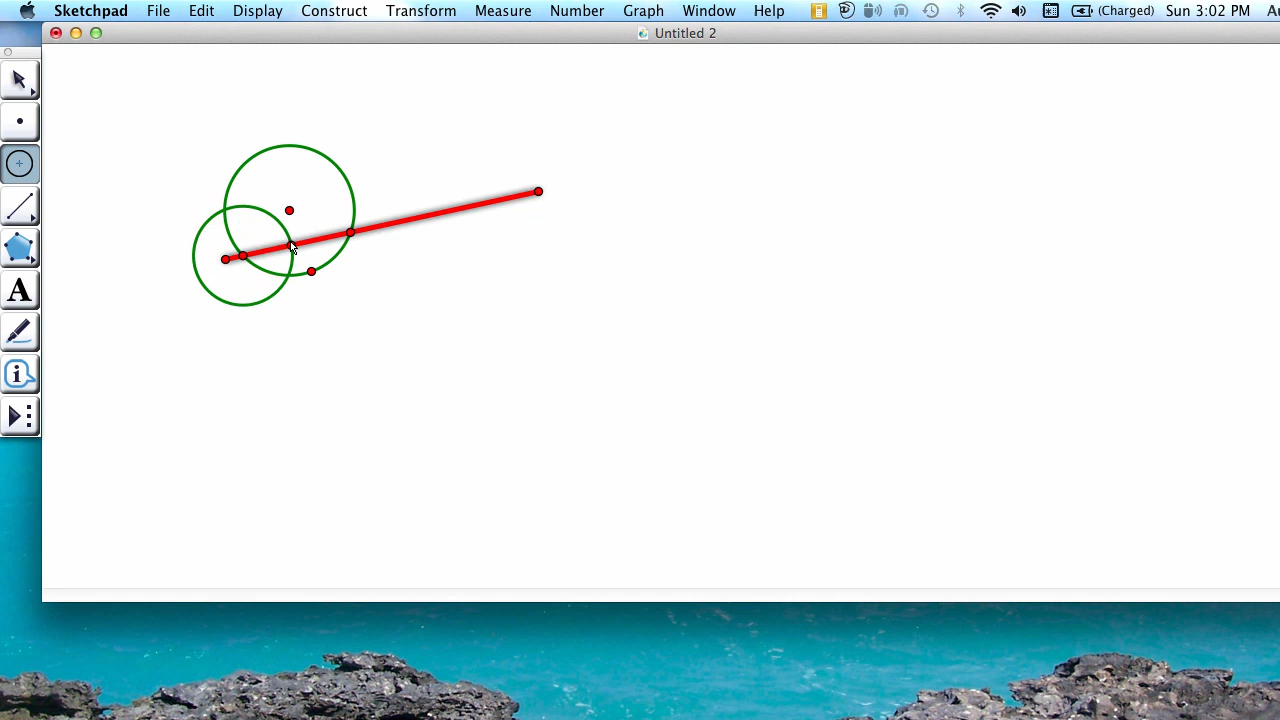 Sketchpad File Edit Display Construct Transform Measure Number Graph Window Help (Charged) Sun 3:02 PM
Untitled 2
A
i